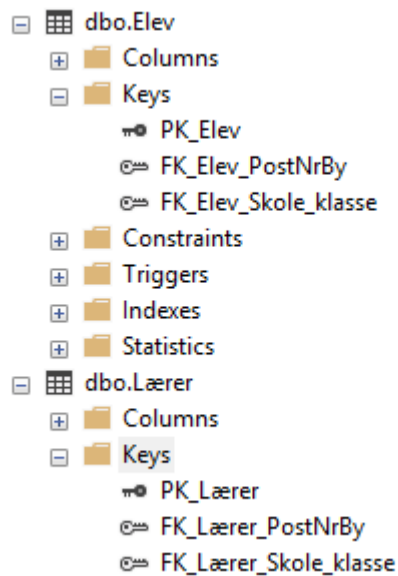 dbo.Elev
Columns
Keys
PK_Elev
FK_Elev_PostNrBy
FK_Elev_Skole_klasse
Constraints
Triggers
Indexes
Statistics
dbo.Lærer
Columns
Keys
PK_Lærer
FK_Lærer_PostNrBy
FK_Lærer_Skole_klasse